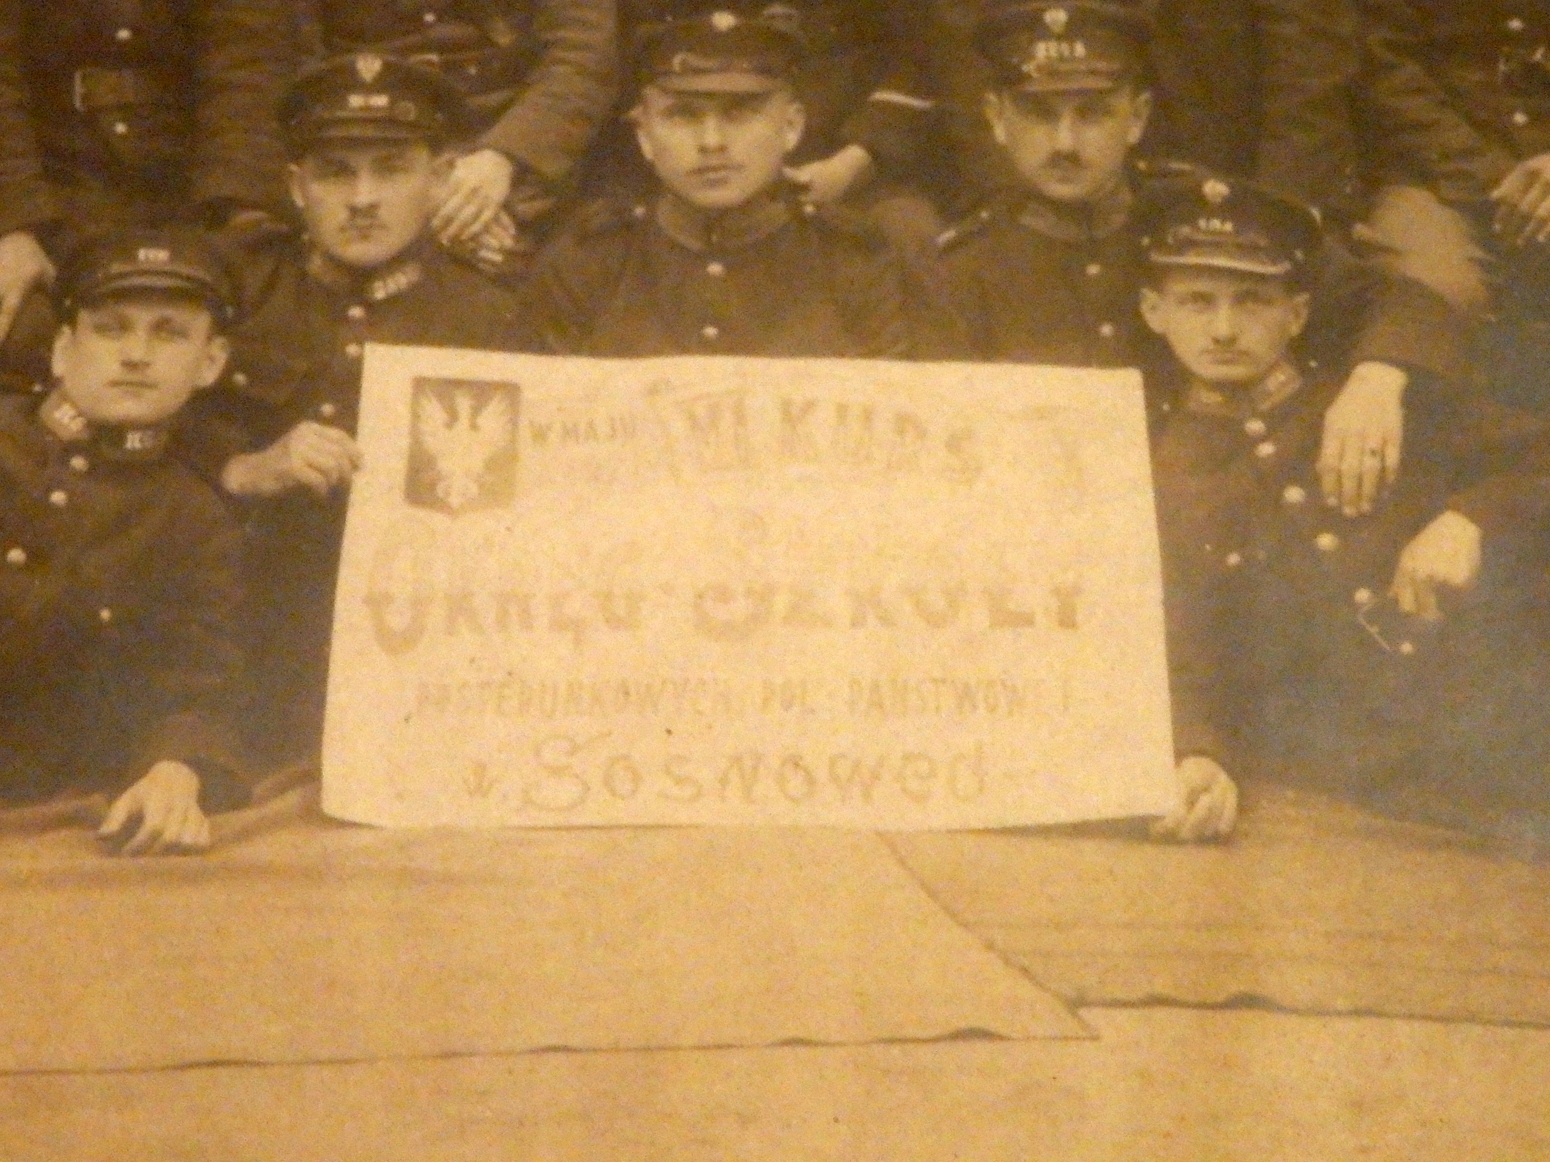 W MAJU VI KURS
OKRĘG. SZKOŁY
POSTERUNKOWYCH POL. PAŃSTWOWEJ
w Sosnowcu